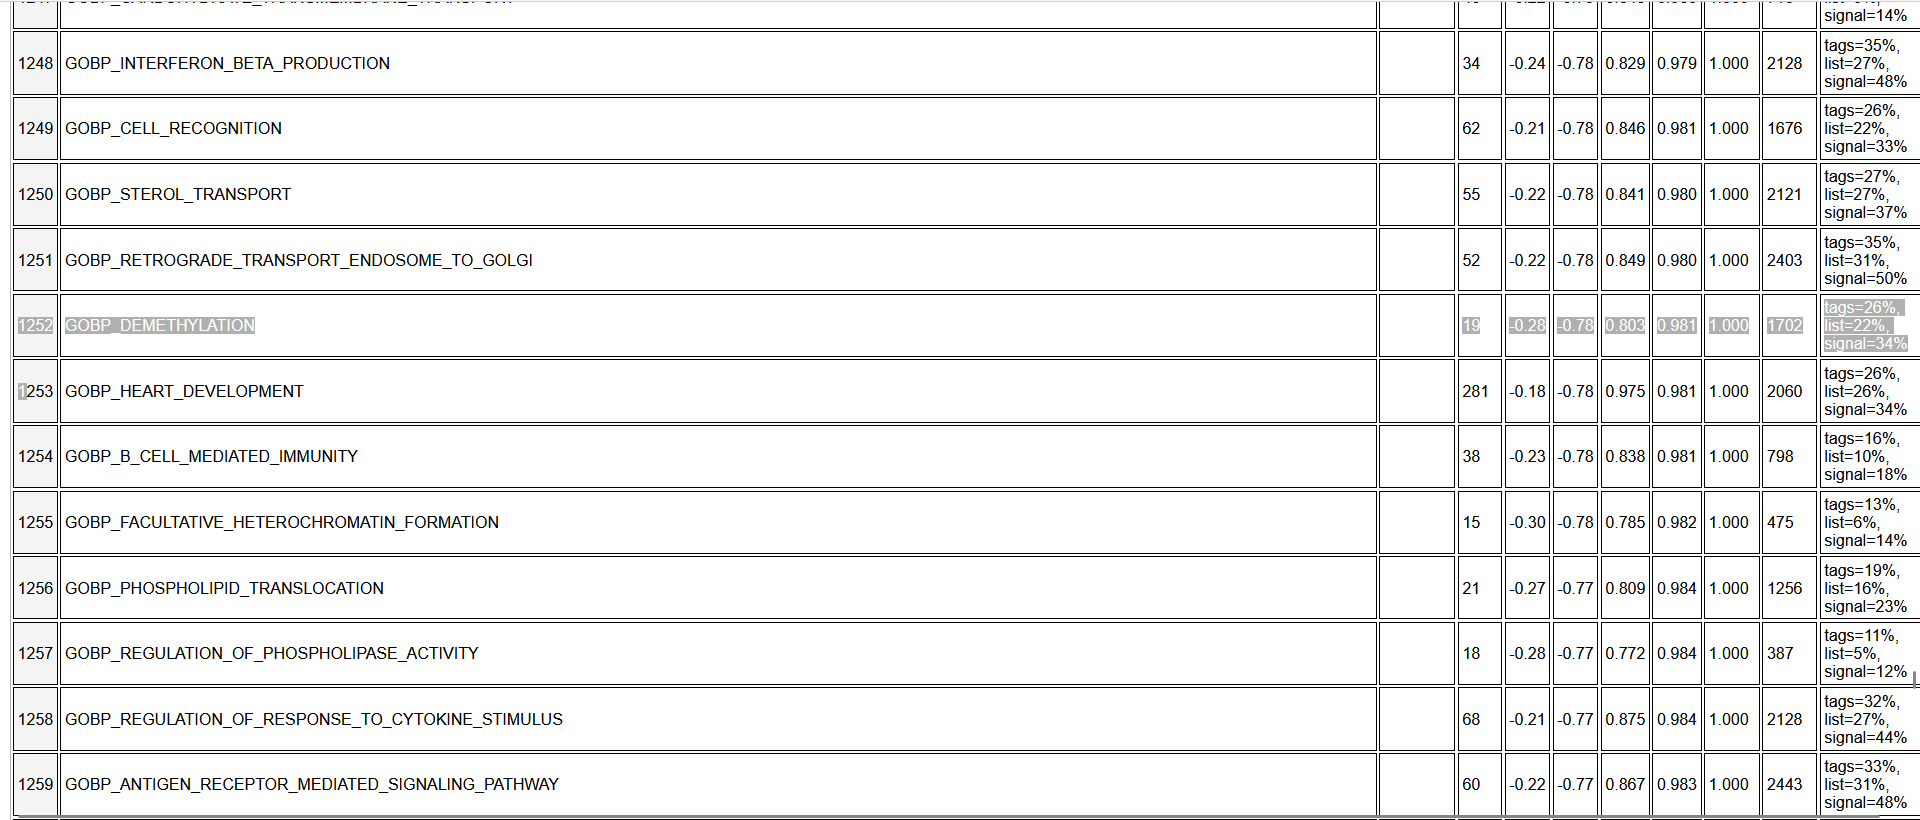 signal=14%
1248 GOBP_INTERFERON_BETA_PRODUCTION 34 -0.24 -0.78 0.829 0.979 1.000 2128 tags=35%, list=27%, signal=48%
1249 GOBP_CELL_RECOGNITION 62 -0.21 -0.78 0.846 0.981 1.000 1676 tags=26%, list=22%, signal=33%
1250 GOBP_STEROL_TRANSPORT 55 -0.22 -0.78 0.841 0.980 1.000 2121 tags=27%, list=27%, signal=37%
1251 GOBP_RETROGRADE_TRANSPORT_ENDOSOME_TO_GOLGI 52 -0.22 -0.78 0.849 0.980 1.000 2403 tags=35%, list=31%, signal=50%
1252 GOBP_DEMETHYLATION 19 -0.28 -0.78 0.803 0.981 1.000 1702 tags=26%, list=22%, signal=34%
1253 GOBP_HEART_DEVELOPMENT 281 -0.18 -0.78 0.975 0.981 1.000 2060 tags=26%, list=26%, signal=34%
1254 GOBP_B_CELL_MEDIATED_IMMUNITY 38 -0.23 -0.78 0.838 0.981 1.000 798 tags=16%, list=10%, signal=18%
1255 GOBP_FACULTATIVE_HETEROCHROMATIN_FORMATION 15 -0.30 -0.78 0.785 0.982 1.000 475 tags=13%, list=6%, signal=14%
1256 GOBP_PHOSPHOLIPID_TRANSLOCATION 21 -0.27 -0.77 0.809 0.984 1.000 1256 tags=19%, list=16%, signal=23%
1257 GOBP_REGULATION_OF_PHOSPHOLIPASE_ACTIVITY 18 -0.28 -0.77 0.772 0.984 1.000 387 tags=11%, list=5%, signal=12%
1258 GOBP_REGULATION_OF_RESPONSE_TO_CYTOKINE_STIMULUS 68 -0.21 -0.77 0.875 0.984 1.000 2128 tags=32%, list=27%, signal=44%
1259 GOBP_ANTIGEN_RECEPTOR_MEDIATED_SIGNALING_PATHWAY 60 -0.22 -0.77 0.867 0.983 1.000 2443 tags=33%, list=31%, signal=48%